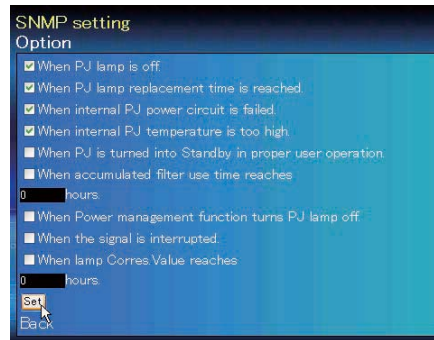 SNMP setting
Option
When PJ lamp is off.
When PJ lamp replacement time is reached.
When internal PJ power circuit is failed.
When internal PJ temperature is too high.
When PJ is turned into Standby in proper user operation.
When accumulated filter use time reaches
0 hours.
When Power management function turns PJ lamp off.
When the signal is interrupted.
When lamp Corres.Value reaches
0 hours.
Set
Back